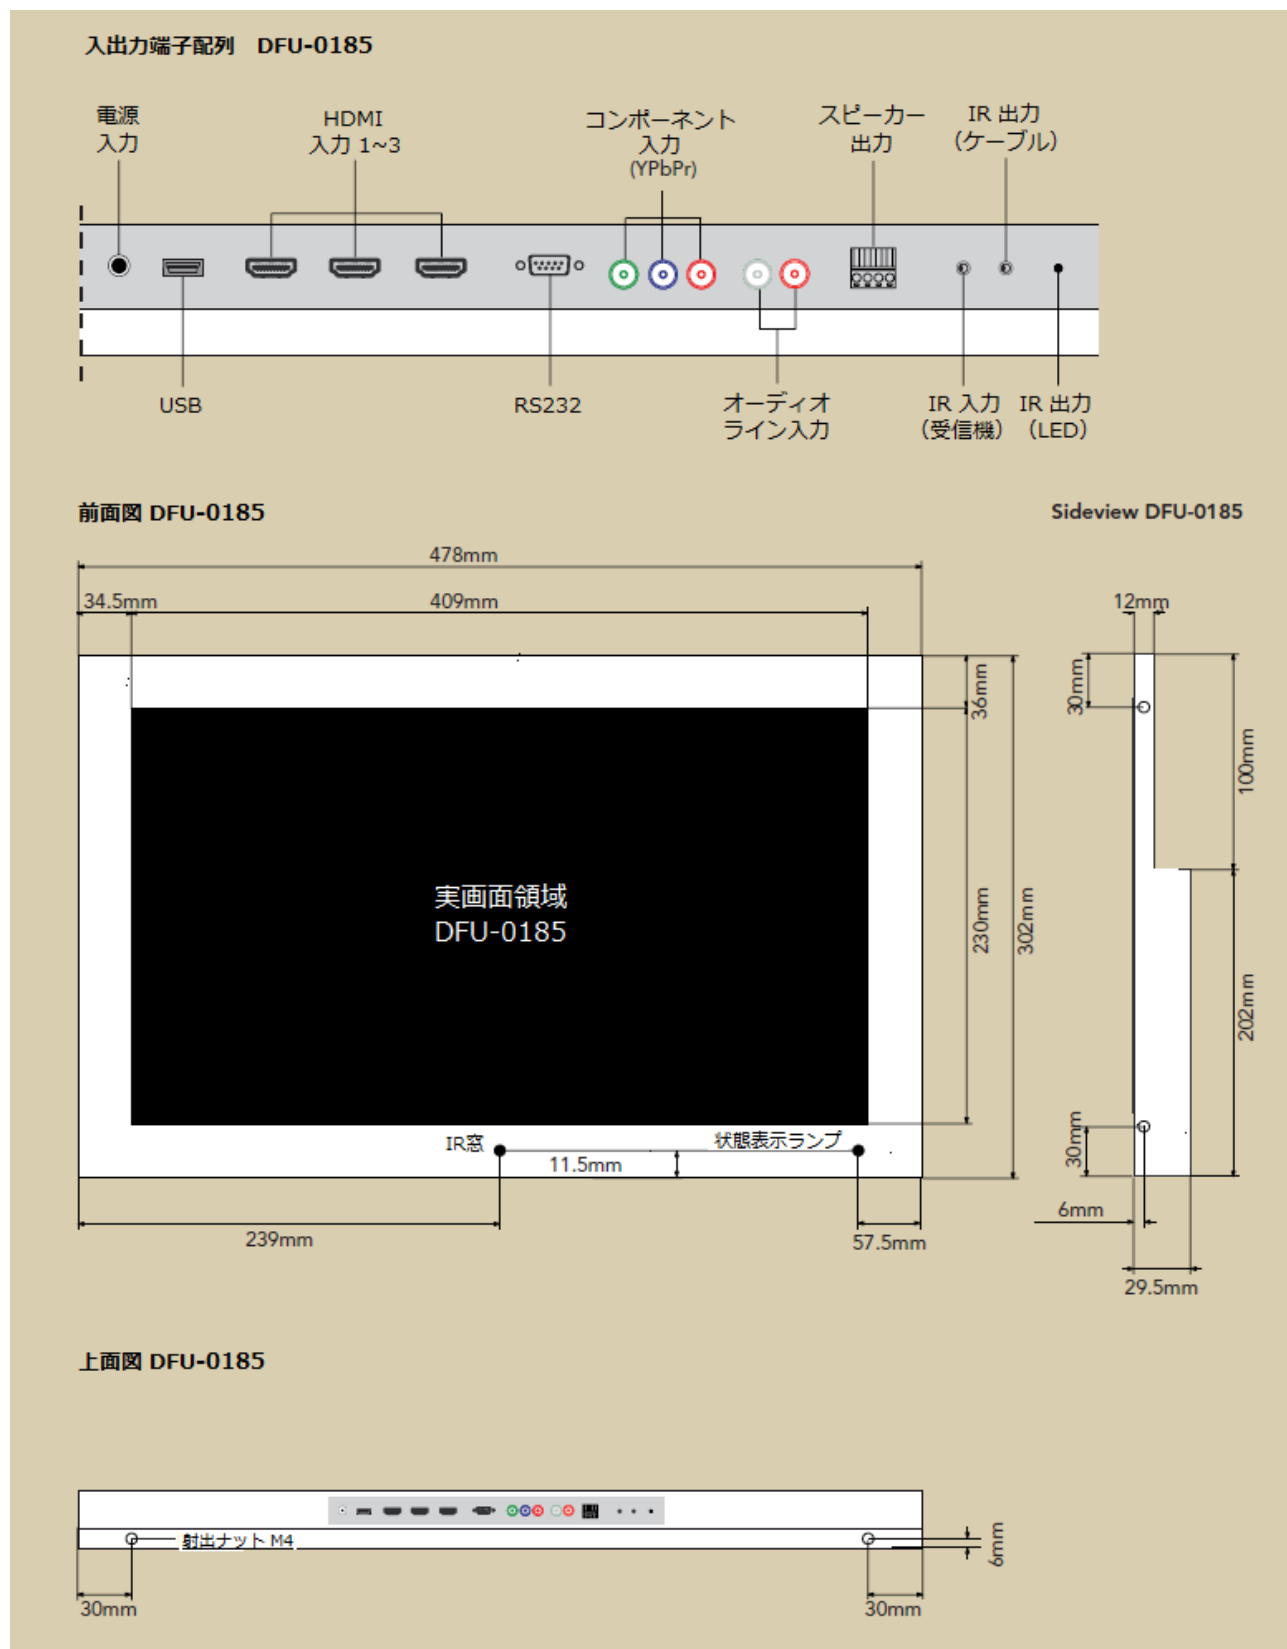 入出力端子配列 DFU-0185
電源
入力
HDMI
入力 1~3
コンポーネント
入力
(YPbPr)
スピーカー
出力
IR 出力
（ケーブル）
USB
RS232
オーディオ
ライン入力
IR 入力
（受信機）
IR 出力
（LED）
前面図 DFU-0185
Sideview DFU-0185
478mm
34.5mm
409mm
12mm
36mm
30mm
100mm
実画面領域
DFU-0185
230mm
302mm
202mm
IR窓
状態表示ランプ
11.5mm
30mm
239mm
57.5mm
6mm
29.5mm
上面図 DFU-0185
射出ナット M4
6mm
30mm
30mm